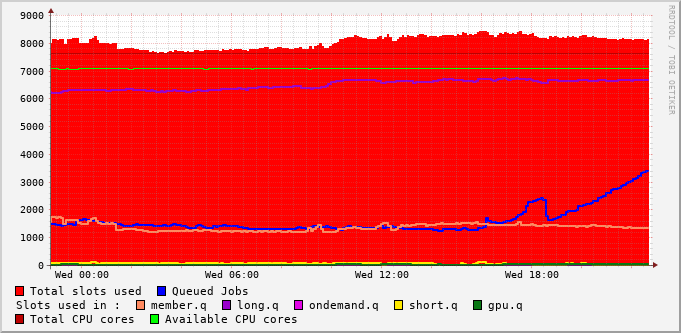 RRDTOOL / TOBI OETIKER
9000
8000
7000
6000
5000
4000
3000
2000
1000
0
Wed 00:00 Wed 06:00 Wed 12:00 Wed 18:00
Total slots used Queued Jobs
Slots used in : member.q long.q ondemand.q short.q gpu.q
Total CPU cores Available CPU cores